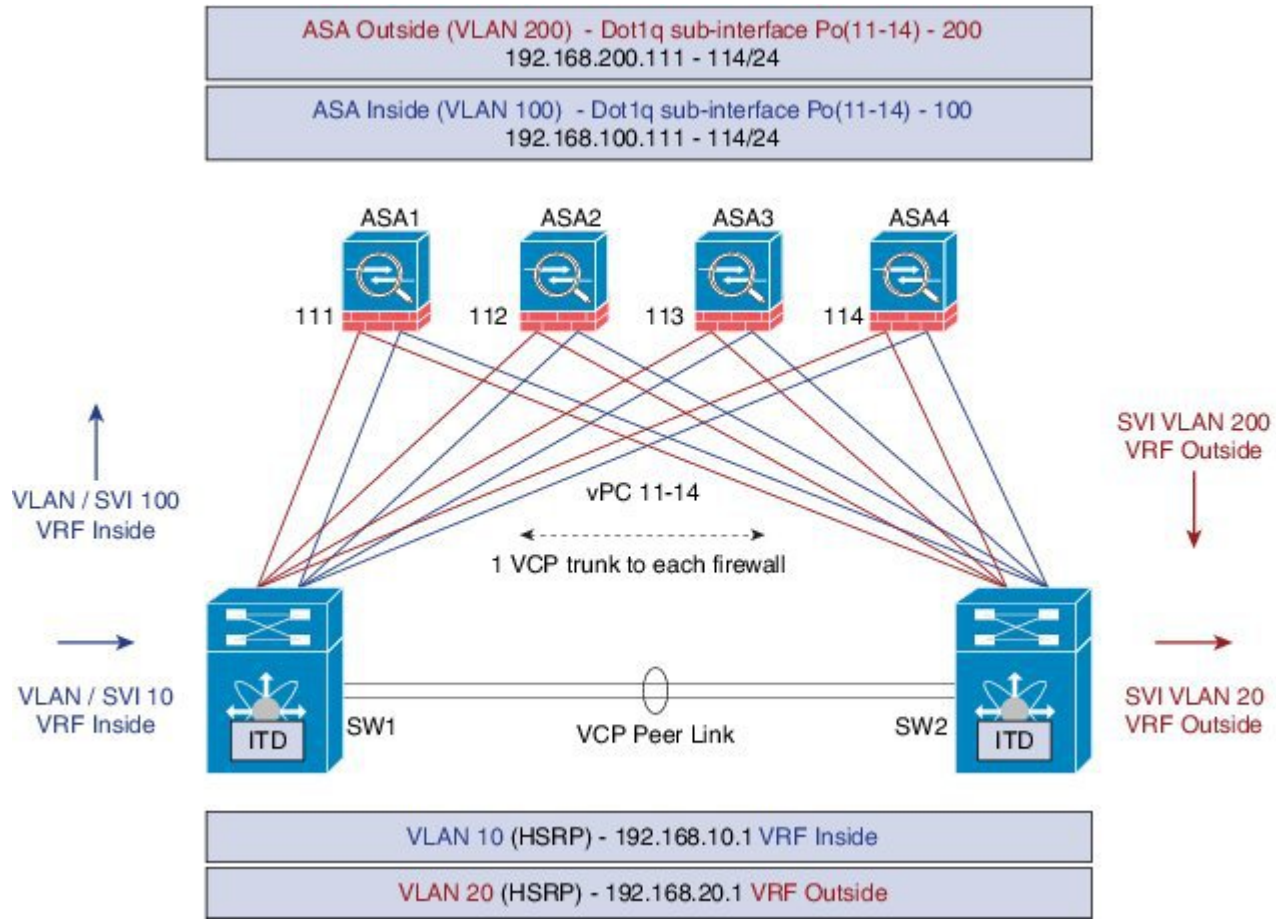 ASA Outside (VLAN 200) - Dot1q sub-interface Po(11-14) - 200
192.168.200.111 - 114/24
ASA Inside (VLAN 100) - Dot1q sub-interface Po(11-14) - 100
192.168.100.111 - 114/24
ASA1
ASA2
ASA3
ASA4
111
112
113
114
VLAN / SVI 100
VRF Inside
SVI VLAN 200
VRF Outside
vPC 11-14
1 VCP trunk to each firewall
VLAN / SVI 10
VRF Inside
ITD
SW1
VCP Peer Link
SW2
ITD
SVI VLAN 20
VRF Outside
VLAN 10 (HSRP) - 192.168.10.1 VRF Inside
VLAN 20 (HSRP) - 192.168.20.1 VRF Outside